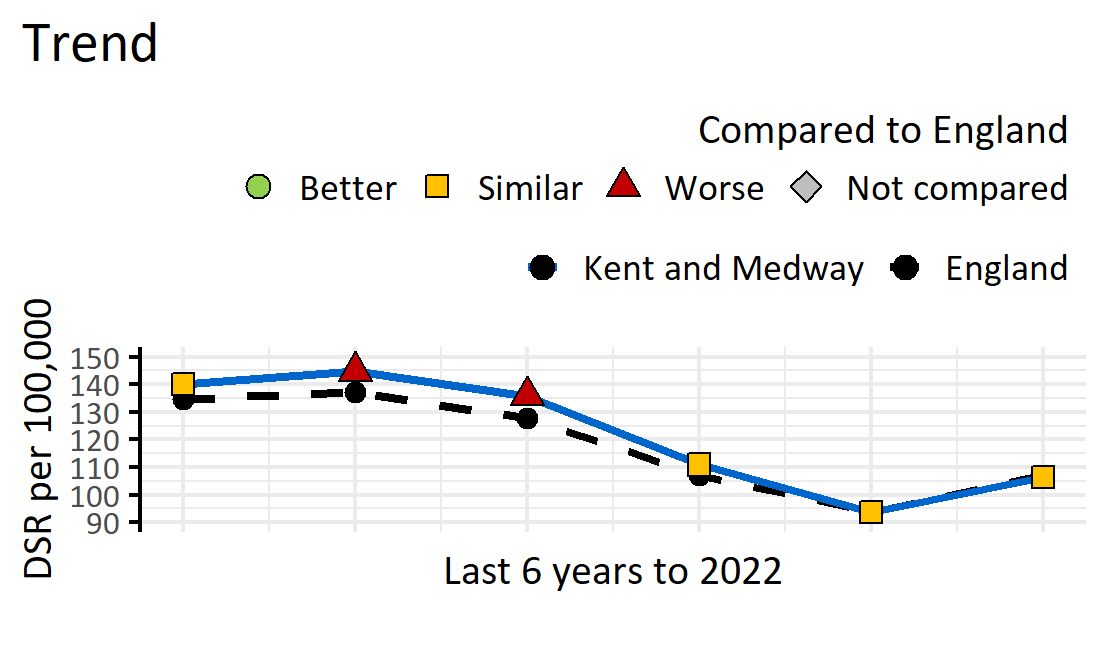 Trend
Compared to England
Better Similar Worse Not compared
Kent and Medway England
DSR per 100,000
150
140
130
120
110
100
90
Last 6 years to 2022